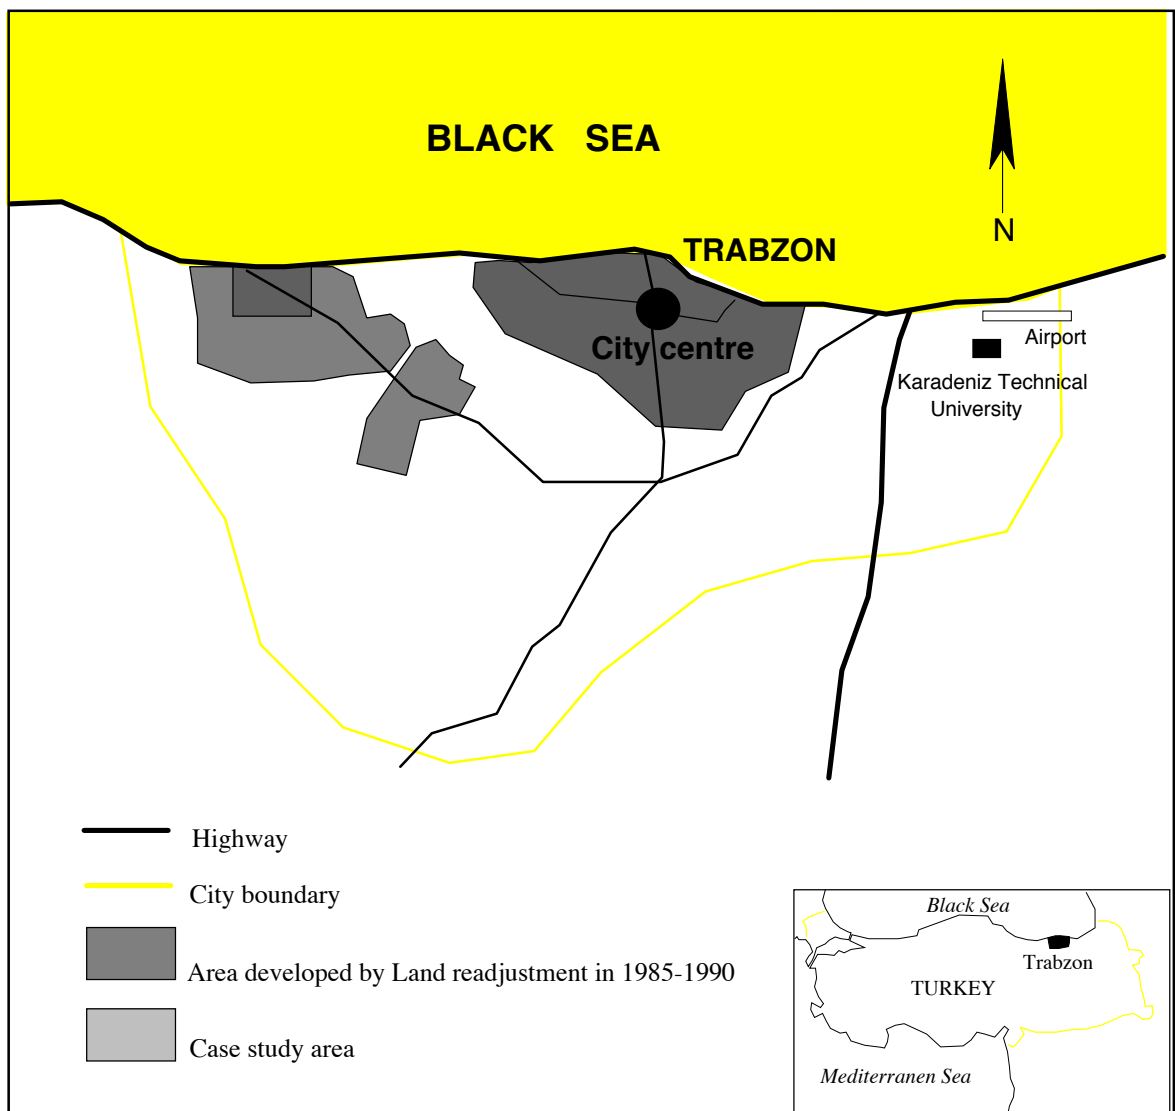 BLACK SEA
N
TRABZON
City centre
Airport
Karadeniz Technical
University
Highway
City boundary
Area developed by Land readjustment in 1985-1990
Case study area
Black Sea
Trabzon
TURKEY
Mediterranen Sea